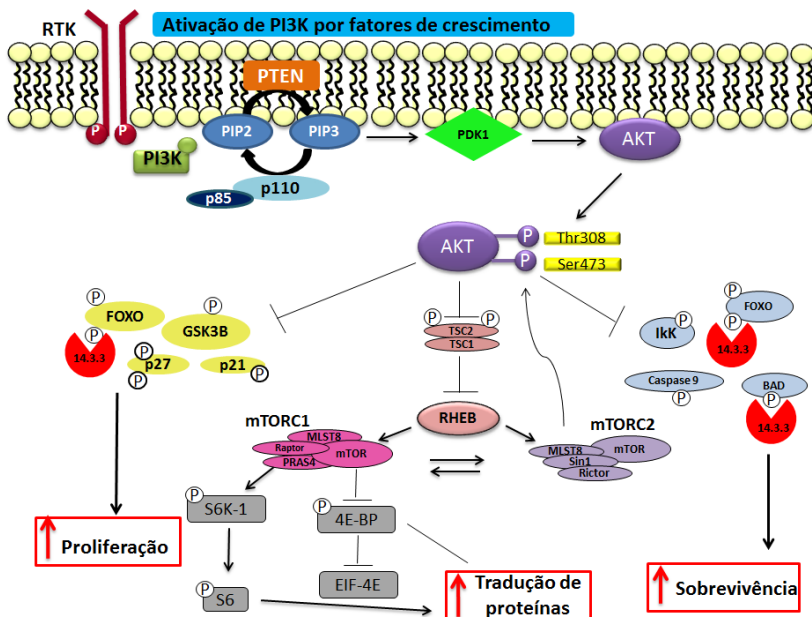 Ativação de PI3K por fatores de crescimento
RTK
PTEN
P
P
PIP2
PIP3
PDK1
AKT
PI3K
p110
p85
AKT
P
Thr308
P
Ser473
P
FOXO
P
14.3.3
P
GSK3B
P
p27
P
p21
P
P
P
TSC2
TSC1
RHEB
P
IkK
P
FOXO
P
14.3.3
Caspase 9
P
BAD
P
14.3.3
mTORC1
MLST8
Raptor
mTOR
PRAS4
mTORC2
MLST8
mTOR
Sin1
Rictor
P
S6K-1
P
4E-BP
P
S6
EIF-4E
Proliferação
Tradução de
proteínas
Sobrevivência